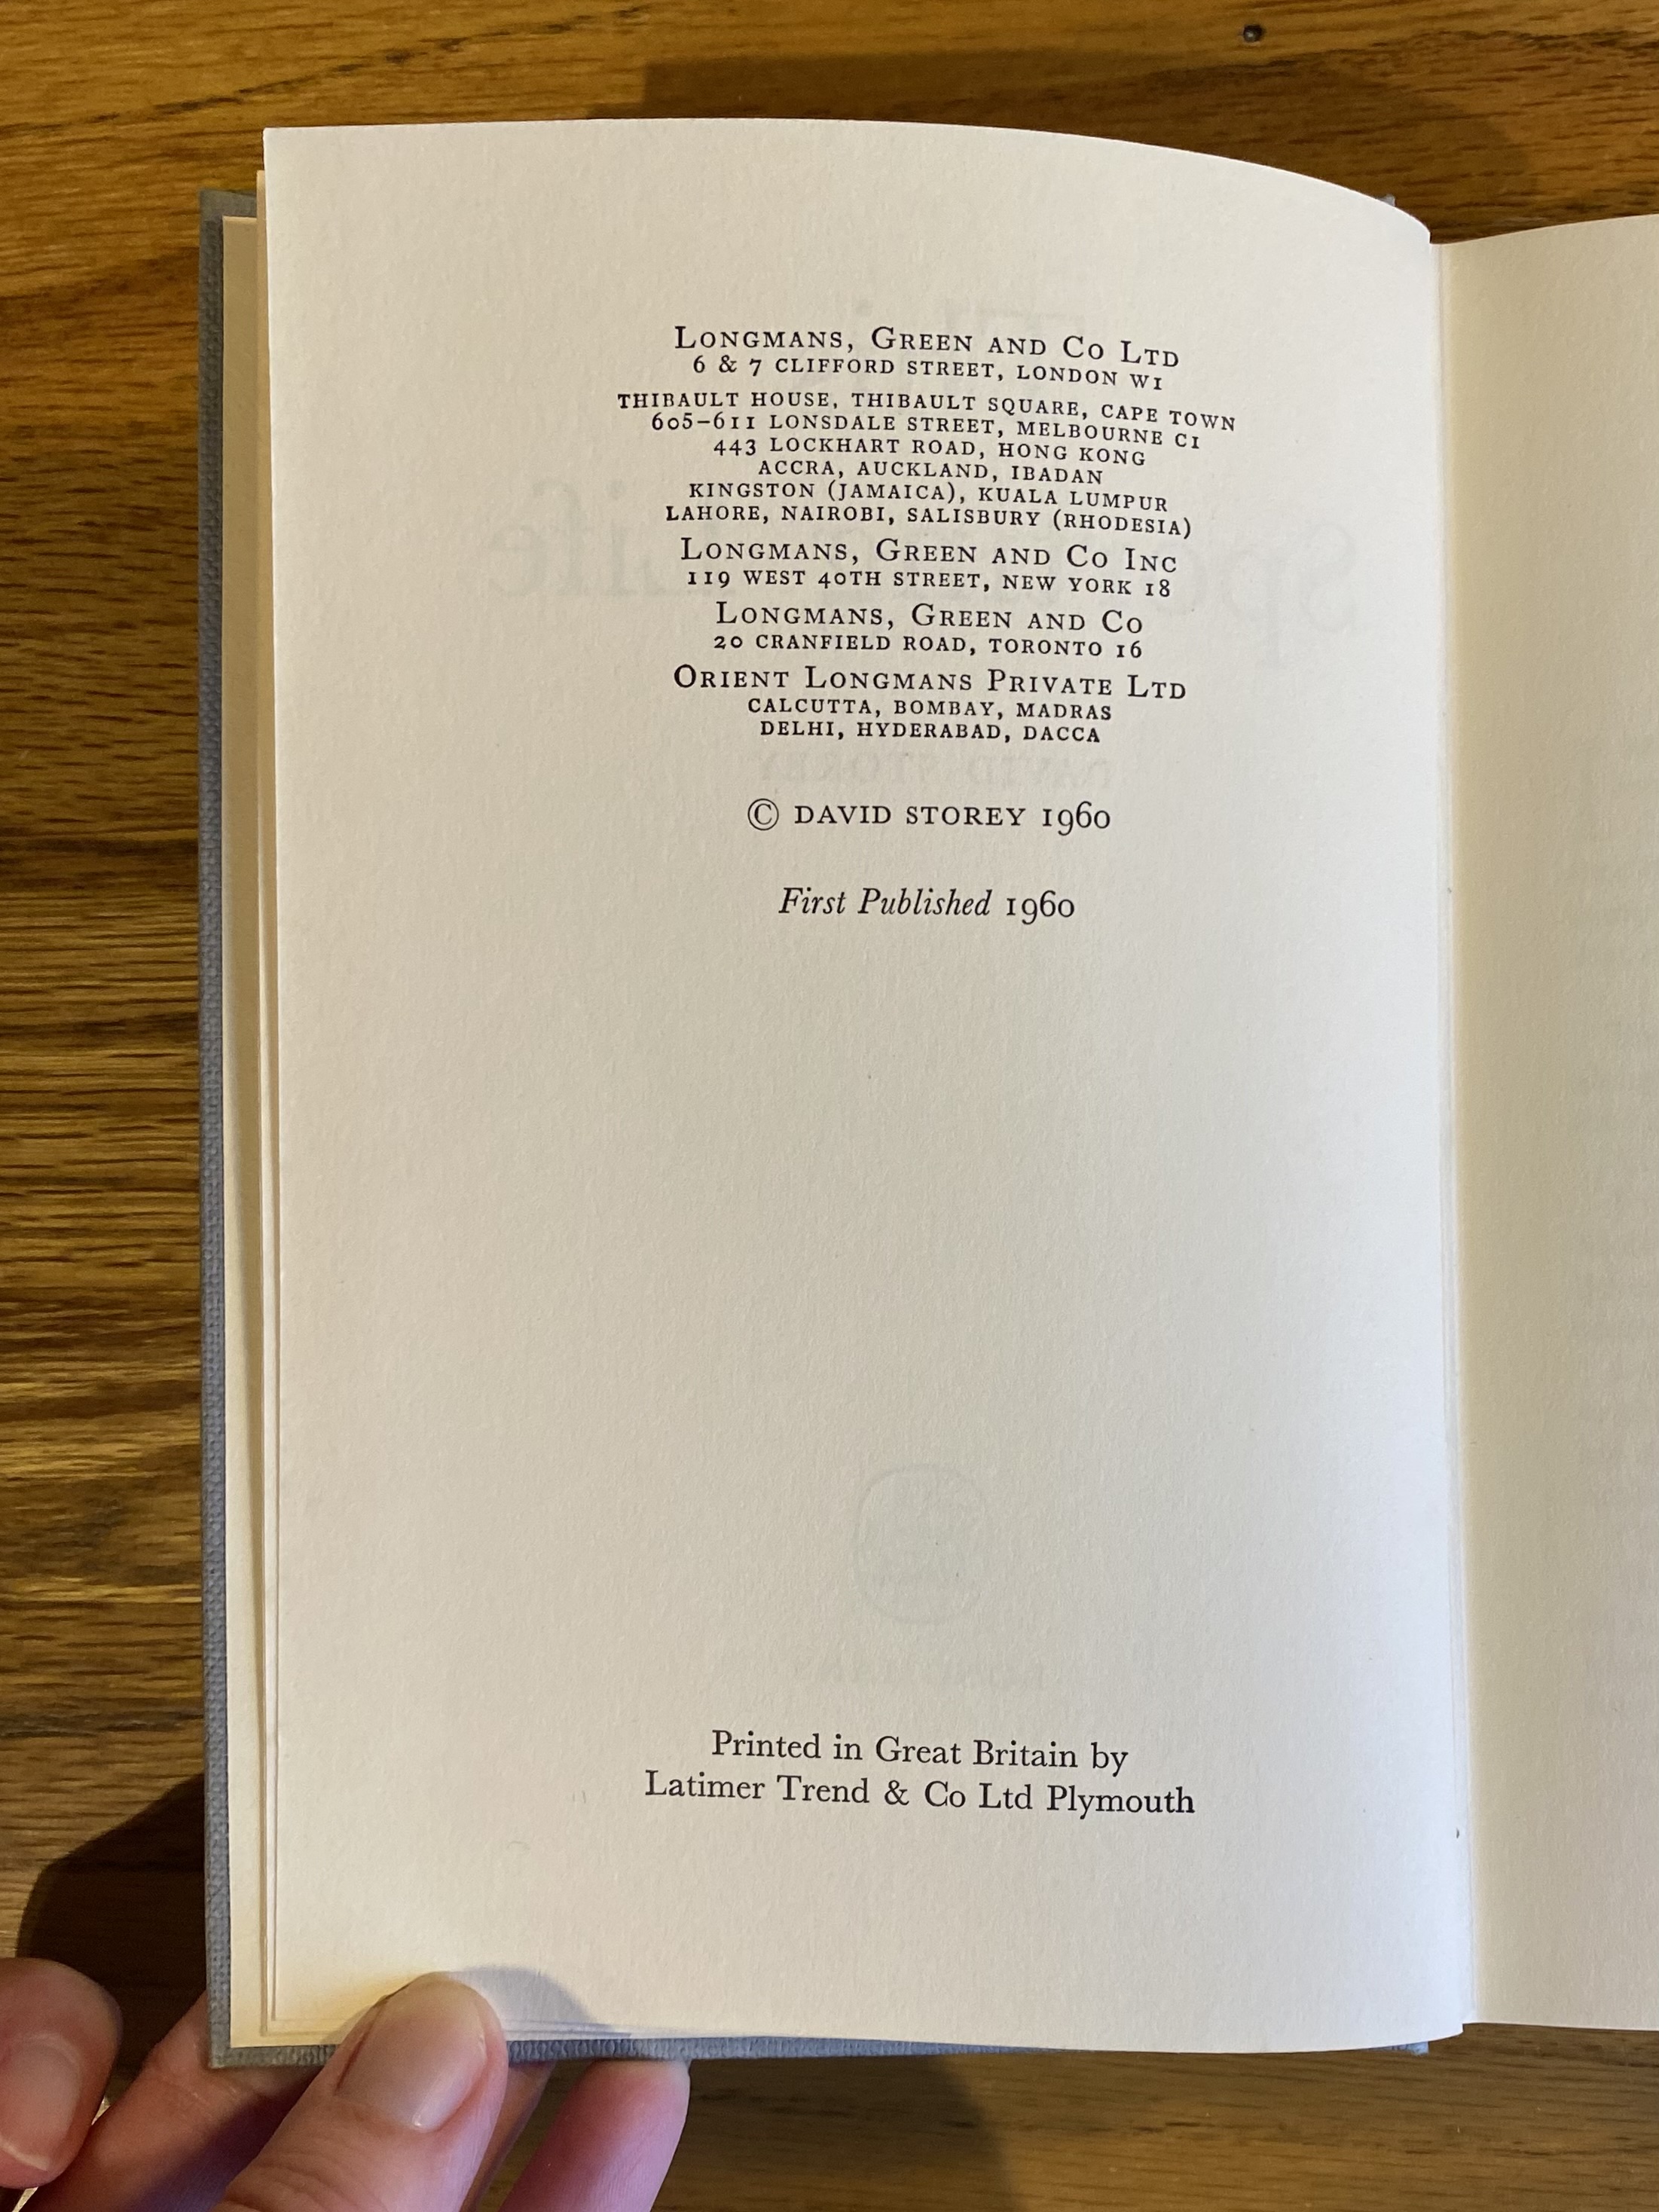 LONGMANS, GREEN AND CO LTD
6 & 7 CLIFFORD STREET, LONDON W1
THIBAULT HOUSE, THIBAULT SQUARE, CAPE TOWN
605–611 LONSDALE STREET, MELBOURNE C1
443 LOCKHART ROAD, HONG KONG
ACCRA, AUCKLAND, IBADAN
KINGSTON (JAMAICA), KUALA LUMPUR
LAHORE, NAIROBI, SALISBURY (RHODESIA)
LONGMANS, GREEN AND CO INC
119 WEST 40TH STREET, NEW YORK 18
LONGMANS, GREEN AND CO
20 CRANFIELD ROAD, TORONTO 16
ORIENT LONGMANS PRIVATE LTD
CALCUTTA, BOMBAY, MADRAS
DELHI, HYDERABAD, DACCA
© DAVID STOREY 1960
First Published 1960
Printed in Great Britain by
Latimer Trend & Co Ltd Plymouth